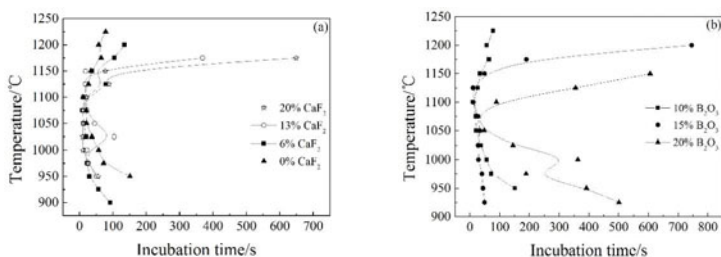 (a)
1200
1150
1100
1050
1000
950
900
Temperature/℃
20% CaF₂
13% CaF₂
6% CaF₂
0% CaF₂
0 100 200 300 400 500 600 700
Incubation time/s
(b)
1250
1200
1150
1100
1050
1000
950
900
Temperature/℃
10% B₂O₃
15% B₂O₃
20% B₂O₃
0 100 200 300 400 500 600 700 800
Incubation time/s